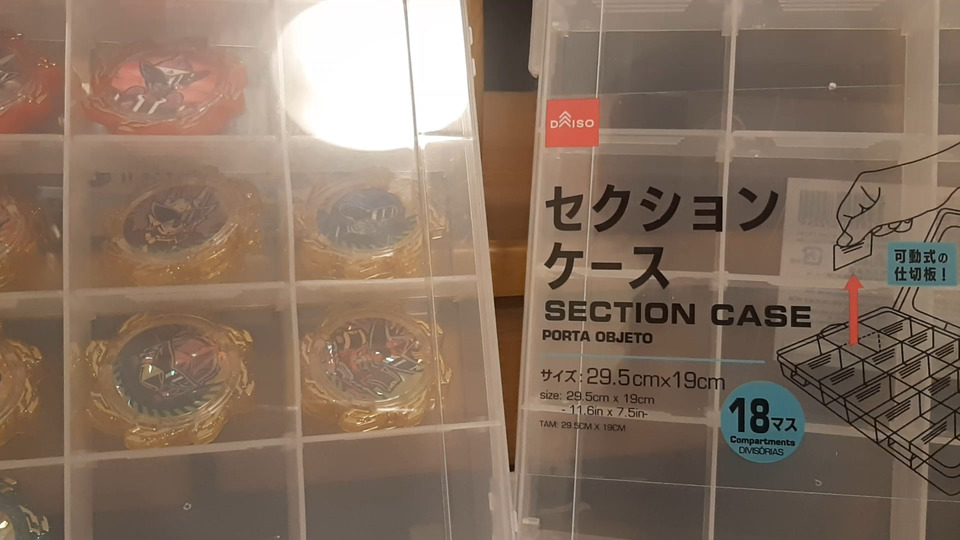 DAISO
セクション
ケース
SECTION CASE
PORTA OBJETO
サイズ:29.5cm×19cm
size: 29.5cm x 19cm
- 11.6in x 7.5in-
TAM: 29.5CM X 19CM
18マス
Compartments
DIVISÓRIAS
可動式の
仕切板!